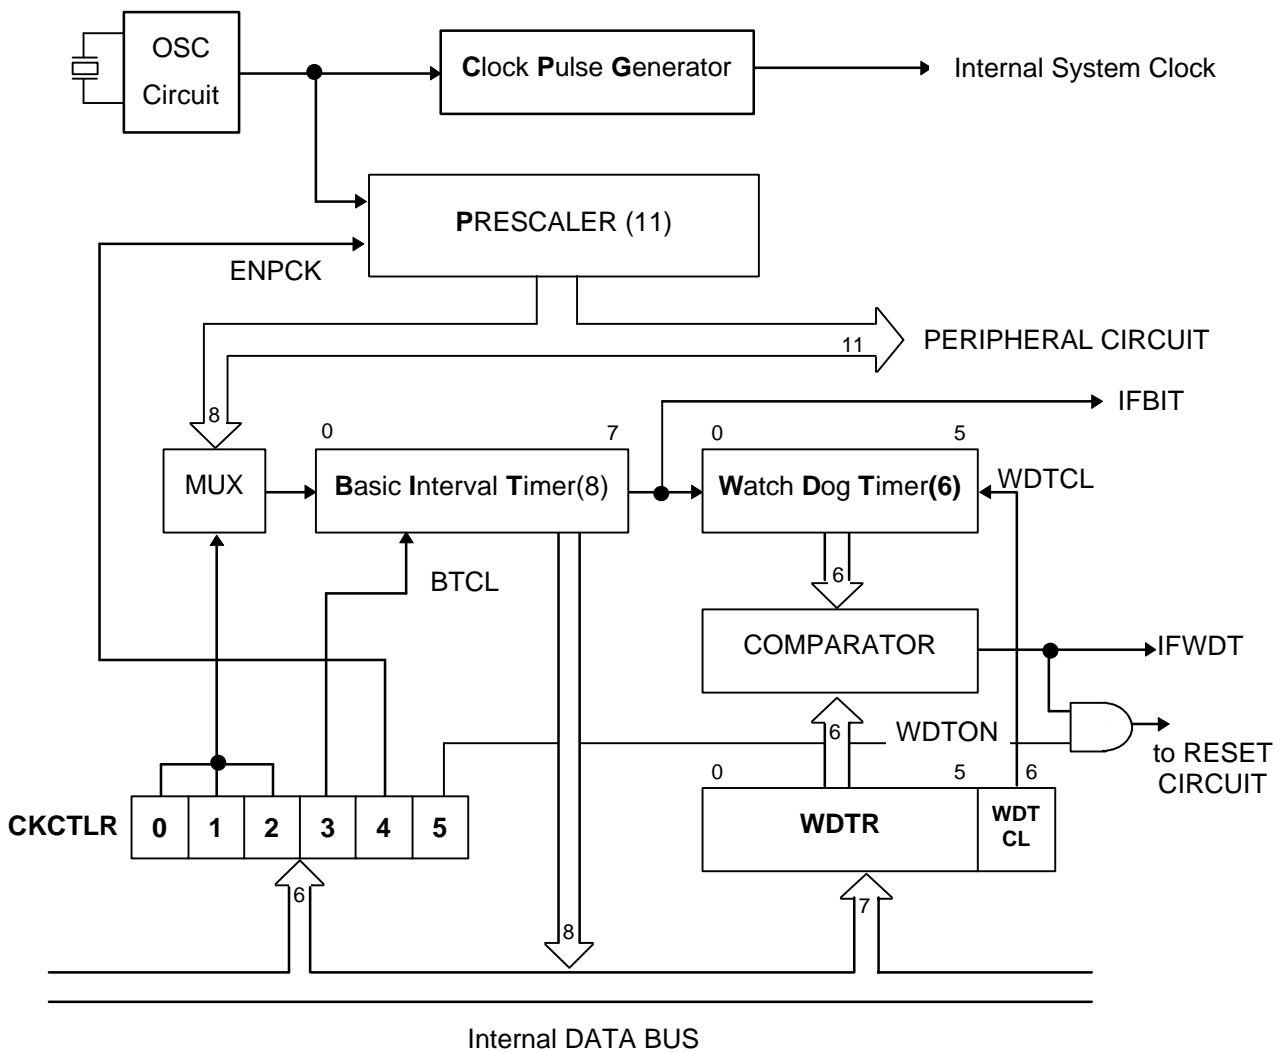 OSC
Circuit
Clock Pulse Generator
Internal System Clock
PRESCALER (11)
ENPCK
PERIPHERAL CIRCUIT
11
8
IFBIT
0
7
0
5
MUX
Basic Interval Timer(8)
Watch Dog Timer(6)
WDTCL
BTCL
6
COMPARATOR
IFWDT
6
WDTON
to RESET
CIRCUIT
0
5
6
CKCTLR
0
1
2
3
4
5
WDTR
WDT
CL
6
8
7
Internal DATA BUS